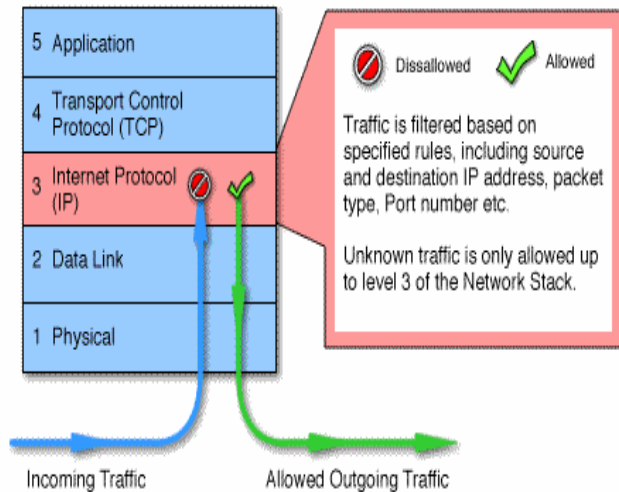 5 Application
4 Transport Control
Protocol (TCP)
3 Internet Protocol
(IP)
2 Data Link
1 Physical
Incoming Traffic
Allowed Outgoing Traffic
Dissallowed
Allowed
Traffic is filtered based on
specified rules, including source
and destination IP address, packet
type, Port number etc.
Unknown traffic is only allowed up
to level 3 of the Network Stack.